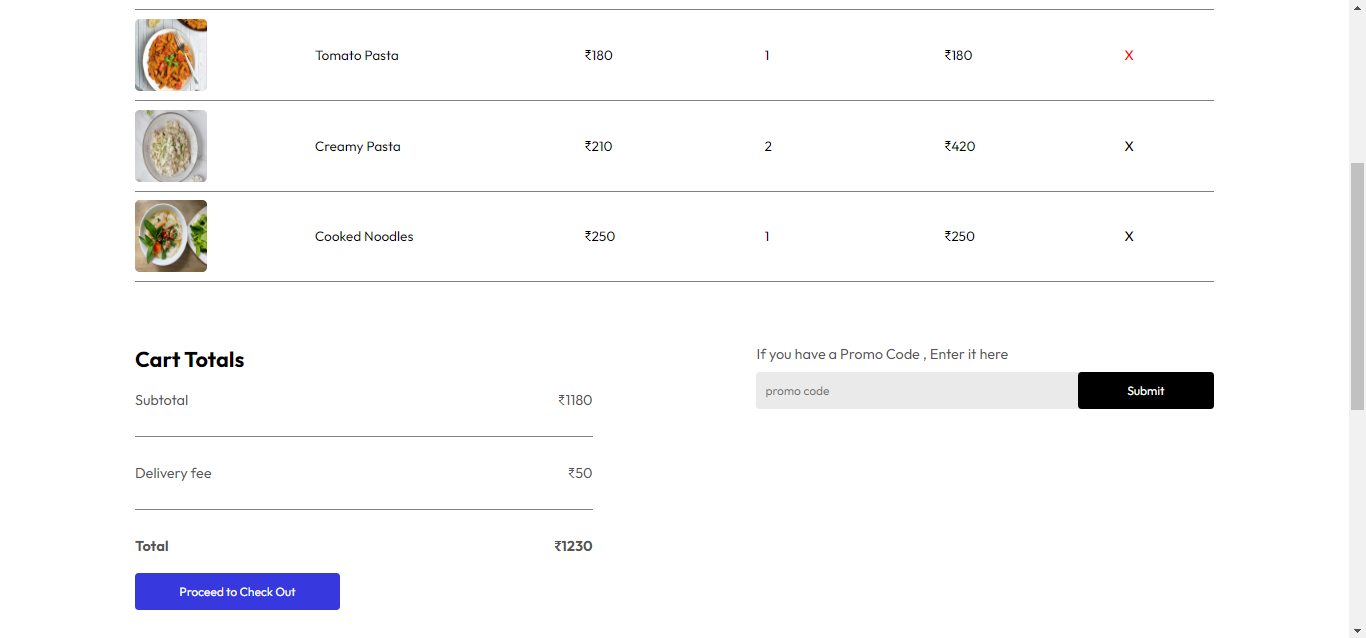 Tomato Pasta ₹180 1 ₹180 X
Creamy Pasta ₹210 2 ₹420 X
Cooked Noodles ₹250 1 ₹250 X
Cart Totals
Subtotal ₹1180
Delivery fee ₹50
Total ₹1230
Proceed to Check Out
If you have a Promo Code , Enter it here
promo code
Submit